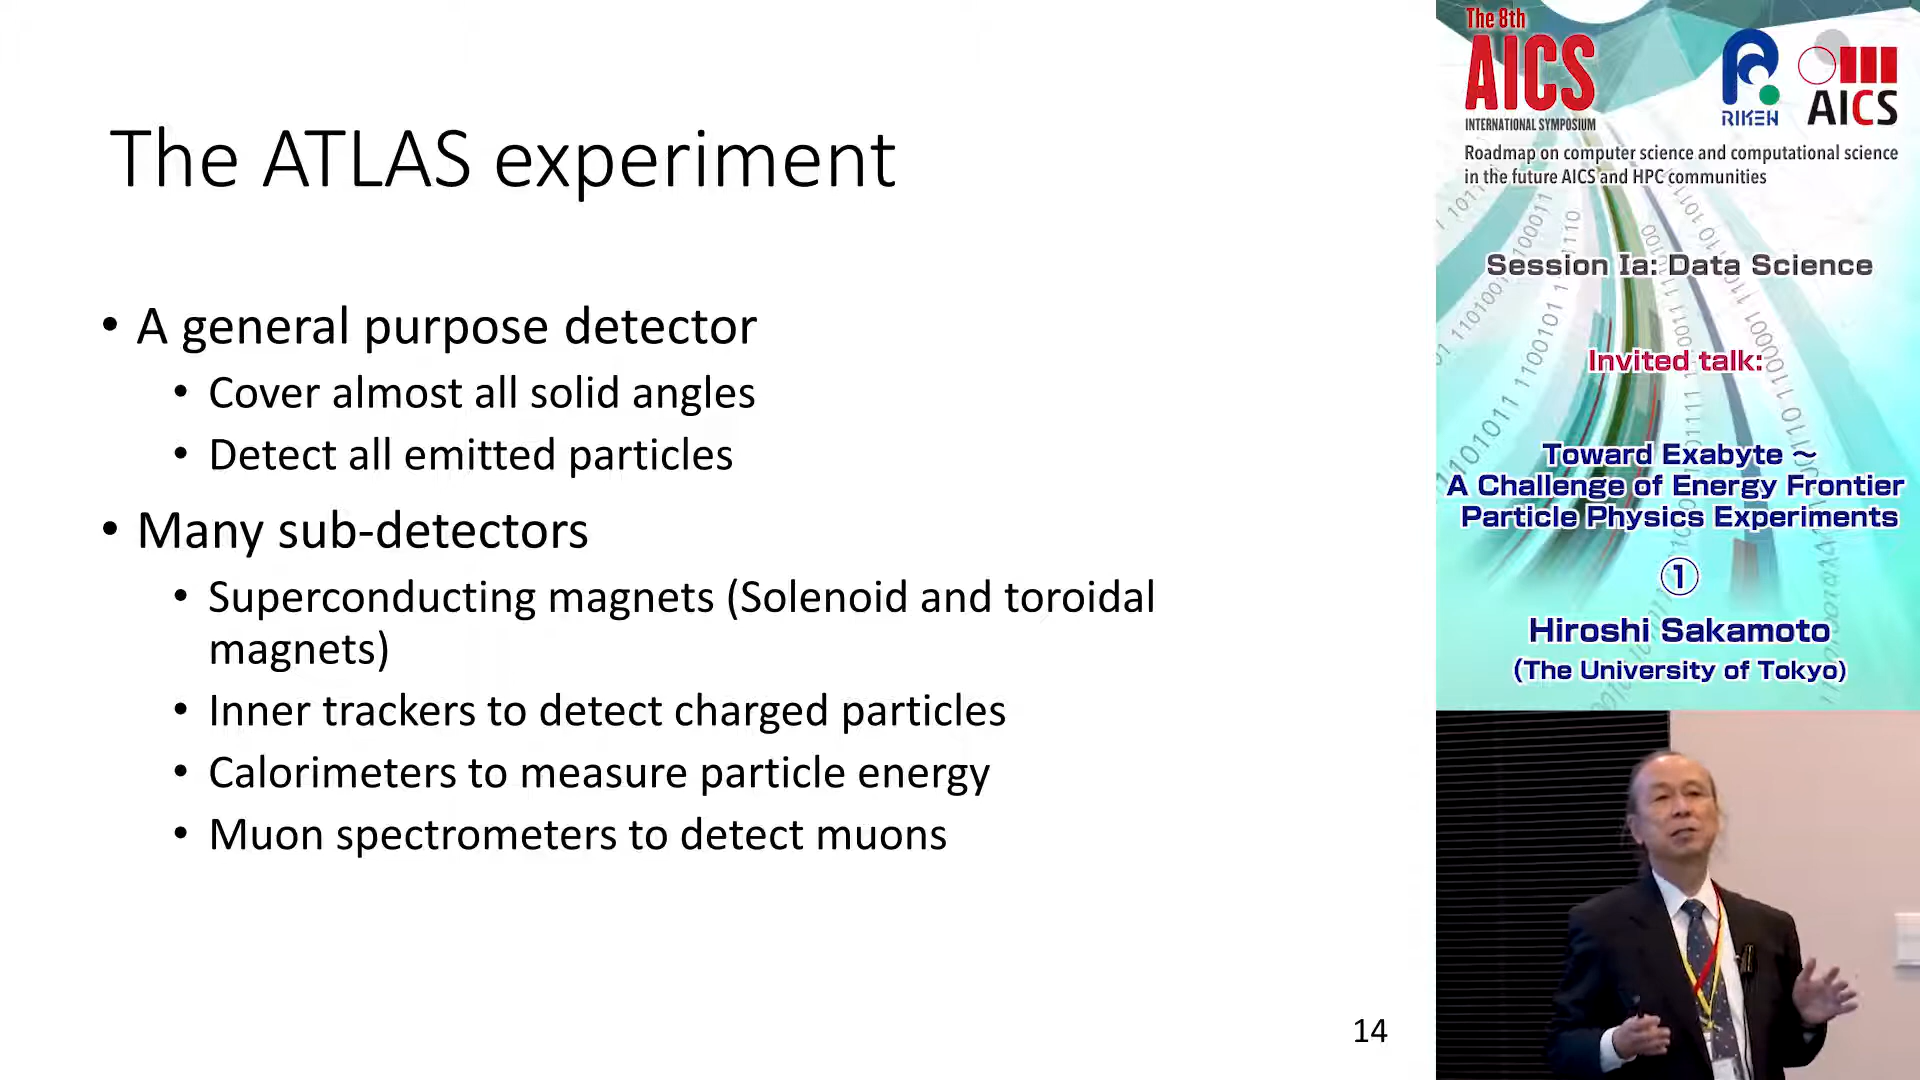 The ATLAS experiment
• A general purpose detector
• Cover almost all solid angles
• Detect all emitted particles
• Many sub-detectors
• Superconducting magnets (Solenoid and toroidal
magnets)
• Inner trackers to detect charged particles
• Calorimeters to measure particle energy
• Muon spectrometers to detect muons
14
The 8th
AICS
INTERNATIONAL SYMPOSIUM
RIKEN
AICS
Roadmap on computer science and computational science
in the future AICS and HPC communities
Session Ia: Data Science
Invited talk:
Toward Exabyte ~
A Challenge of Energy Frontier
Particle Physics Experiments
①
Hiroshi Sakamoto
(The University of Tokyo)